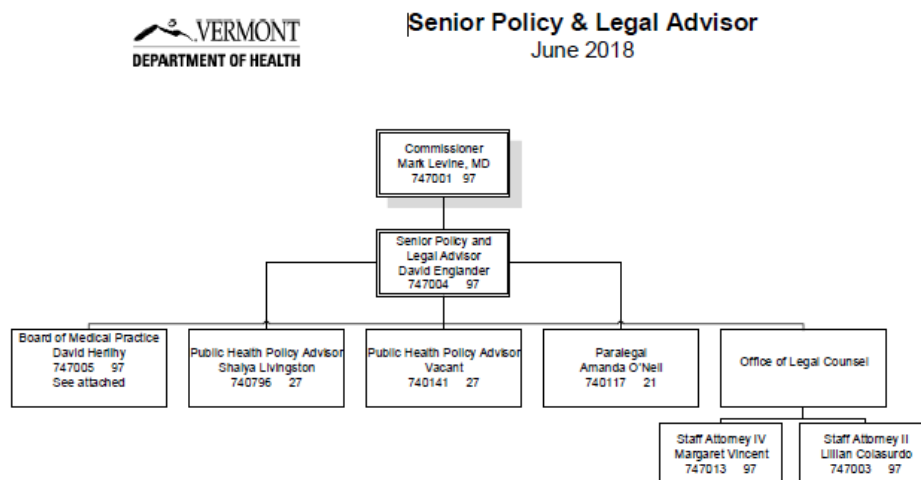 VERMONT
DEPARTMENT OF HEALTH
Senior Policy & Legal Advisor
June 2018
Commissioner
Mark Levine, MD
747001 97
Senior Policy and
Legal Advisor
David Englander
747004 97
Board of Medical Practice
David Herlihy
747005 97
See attached
Public Health Policy Advisor
Shalya Livingston
740796 27
Public Health Policy Advisor
Vacant
740141 27
Paralegal
Amanda O'Neil
740117 21
Office of Legal Counsel
Staff Attorney IV
Margaret Vincent
747013 97
Staff Attorney II
Lillian Colasurdo
747003 97